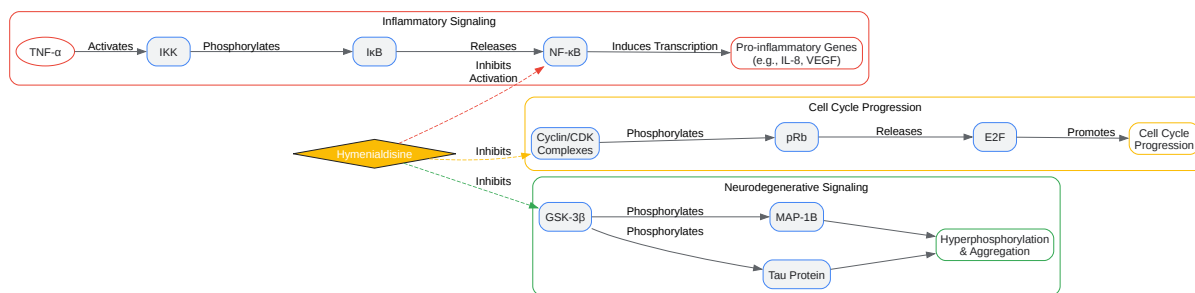 Inflammatory Signaling
TNF-α
Activates
IKK
Phosphorylates
IκB
Releases
NF-κB
Induces Transcription
Pro-inflammatory Genes
(e.g., IL-8, VEGF)
Inhibits
Activation
Hymenialdisine
Cell Cycle Progression
Inhibits
Cyclin/CDK
Complexes
Phosphorylates
pRb
Releases
E2F
Promotes
Cell Cycle
Progression
Neurodegenerative Signaling
Inhibits
GSK-3β
Phosphorylates
MAP-1B
Phosphorylates
Tau Protein
Hyperphosphorylation
& Aggregation